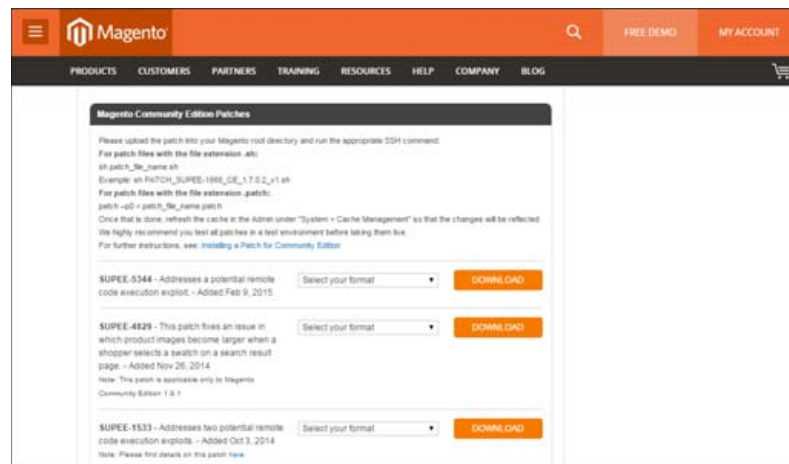 Magento
FREE DEMO
MY ACCOUNT
PRODUCTS CUSTOMERS PARTNERS TRAINING RESOURCES HELP COMPANY BLOG
Magento Community Edition Patches
Please upload the patch into your Magento root directory and run the appropriate SSH command:
For patch files with the file extension .sh:
sh patch_file_name.sh
Example: sh PATCH_SUPEE-1868_CE_1.7.0.2_v1.sh
For patch files with the file extension .patch:
patch –p0 < patch_file_name.patch
Once that is done, refresh the cache in the Admin under "System > Cache Management" so that the changes will be reflected.
We highly recommend you test all patches in a test environment before taking them live.
For further instructions, see: Installing a Patch for Community Edition
SUPEE-5344 - Addresses a potential remote
code execution exploit. - Added Feb 9, 2015
Select your format
DOWNLOAD
SUPEE-4829 - This patch fixes an issue in
which product images become larger when a
shopper selects a swatch on a search result
page. - Added Nov 26, 2014
Note: This patch is applicable only to Magento
Community Edition 1.9.1
Select your format
DOWNLOAD
SUPEE-1533 - Addresses two potential remote
code execution exploits. - Added Oct 3, 2014
Note: Please find details on this patch here.
Select your format
DOWNLOAD